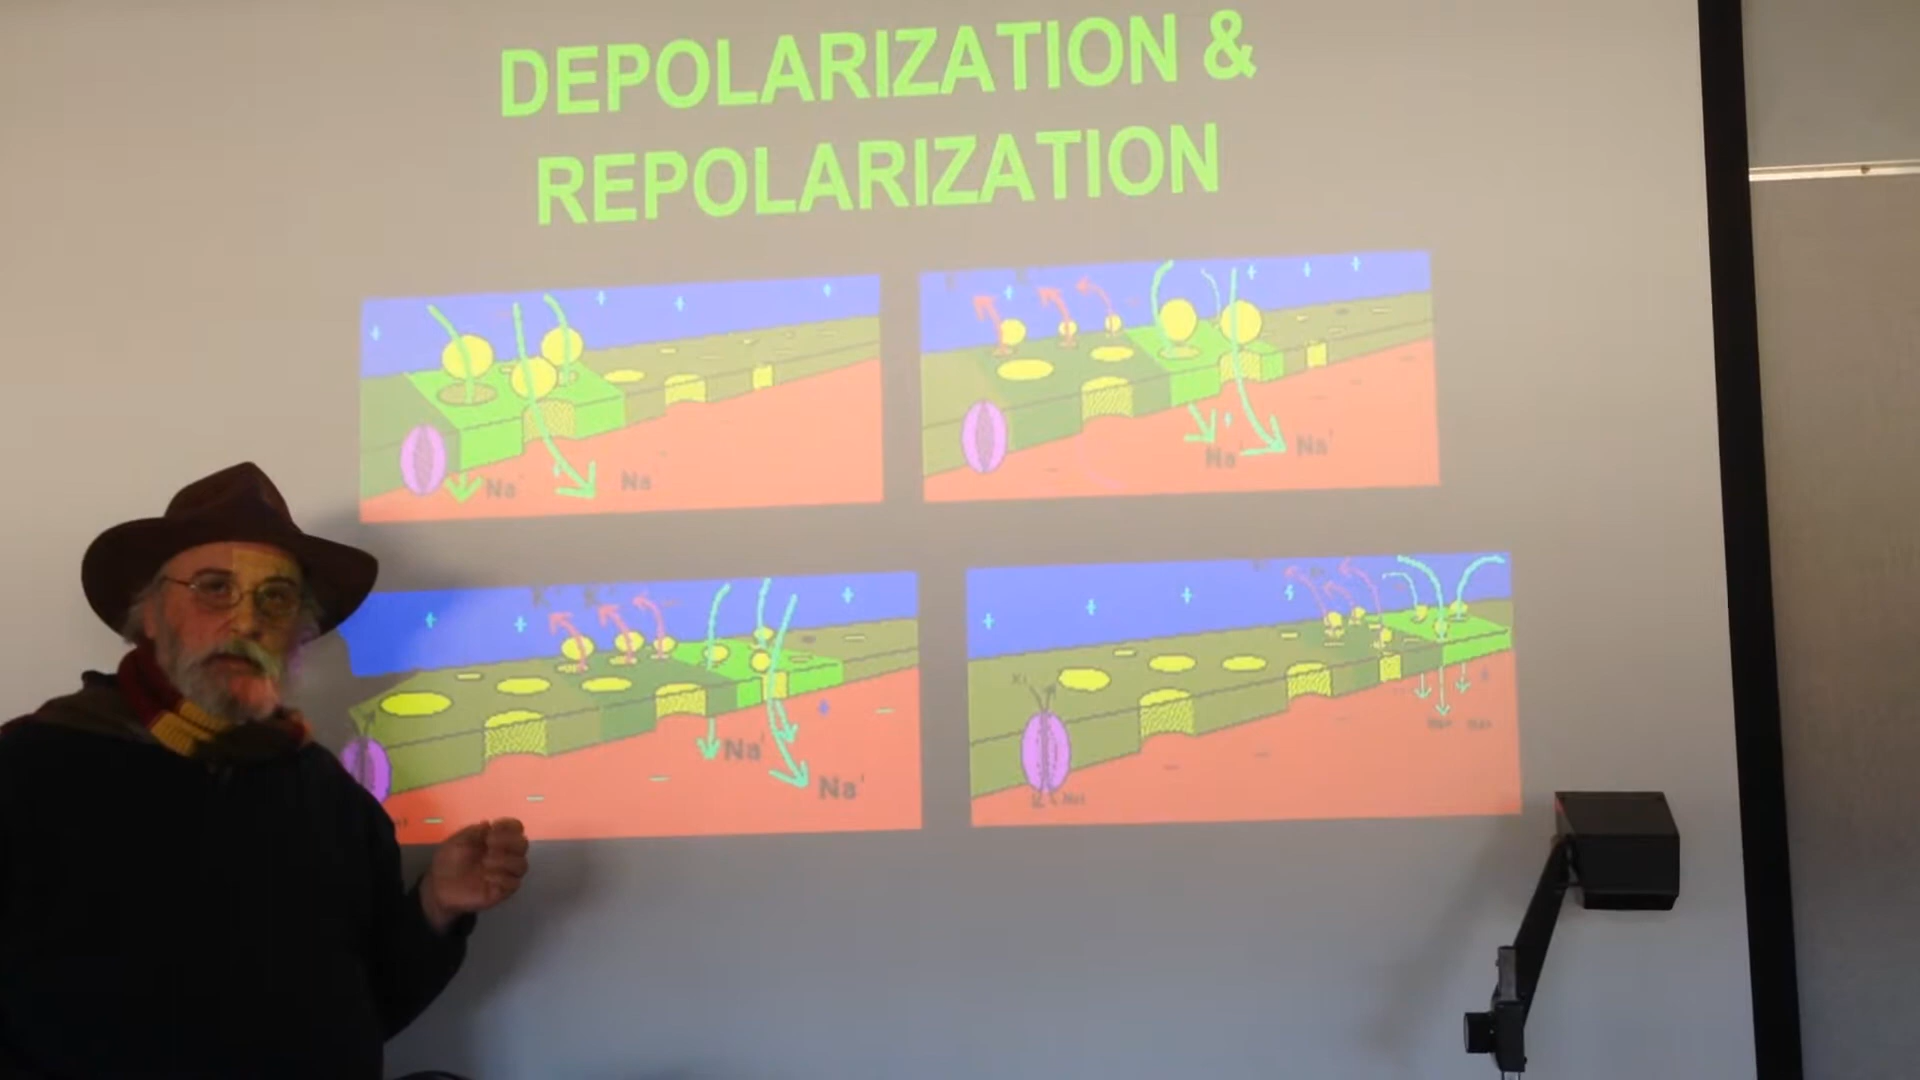 DEPOLARIZATION &
REPOLARIZATION
Na Na
Na Na
Na
Na